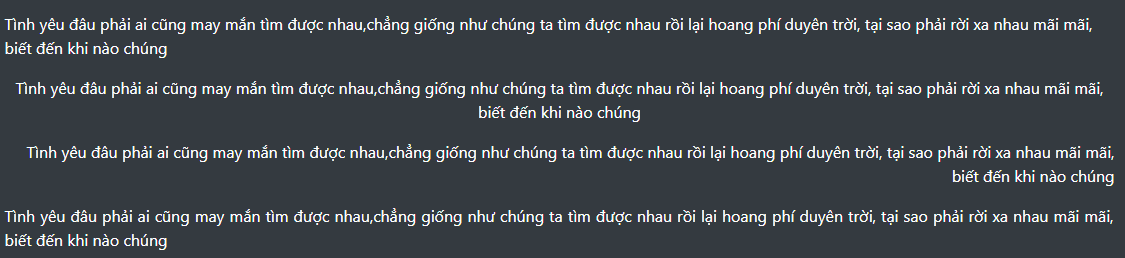 Tình yêu đâu phải ai cũng may mắn tìm được nhau,chẳng giống như chúng ta tìm được nhau rồi lại hoang phí duyên trời, tại sao phải rời xa nhau mãi mãi,
biết đến khi nào chúng
Tình yêu đâu phải ai cũng may mắn tìm được nhau,chẳng giống như chúng ta tìm được nhau rồi lại hoang phí duyên trời, tại sao phải rời xa nhau mãi mãi,
biết đến khi nào chúng
Tình yêu đâu phải ai cũng may mắn tìm được nhau,chẳng giống như chúng ta tìm được nhau rồi lại hoang phí duyên trời, tại sao phải rời xa nhau mãi mãi,
biết đến khi nào chúng
Tình yêu đâu phải ai cũng may mắn tìm được nhau,chẳng giống như chúng ta tìm được nhau rồi lại hoang phí duyên trời, tại sao phải rời xa nhau mãi mãi,
biết đến khi nào chúng